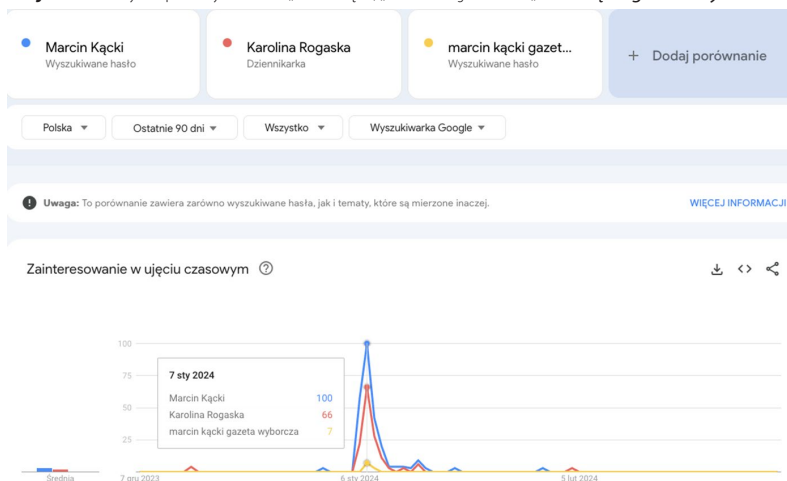 Marcin Kącki
Wyszukiwane hasło
Karolina Rogaska
Dziennikarka
marcin kącki gazet...
Wyszukiwane hasło
+ Dodaj porównanie
Polska
Ostatnie 90 dni
Wszystko
Wyszukiwarka Google
Uwaga: To porównanie zawiera zarówno wyszukiwane hasła, jak i tematy, które są mierzone inaczej.
WIĘCEJ INFORMACJI
Zainteresowanie w ujęciu czasowym
100
75
50
25
7 sty 2024
Marcin Kącki 100
Karolina Rogaska 66
marcin kącki gazeta wyborcza 7
Średnia
7 gru 2023
6 sty 2024
5 lut 2024